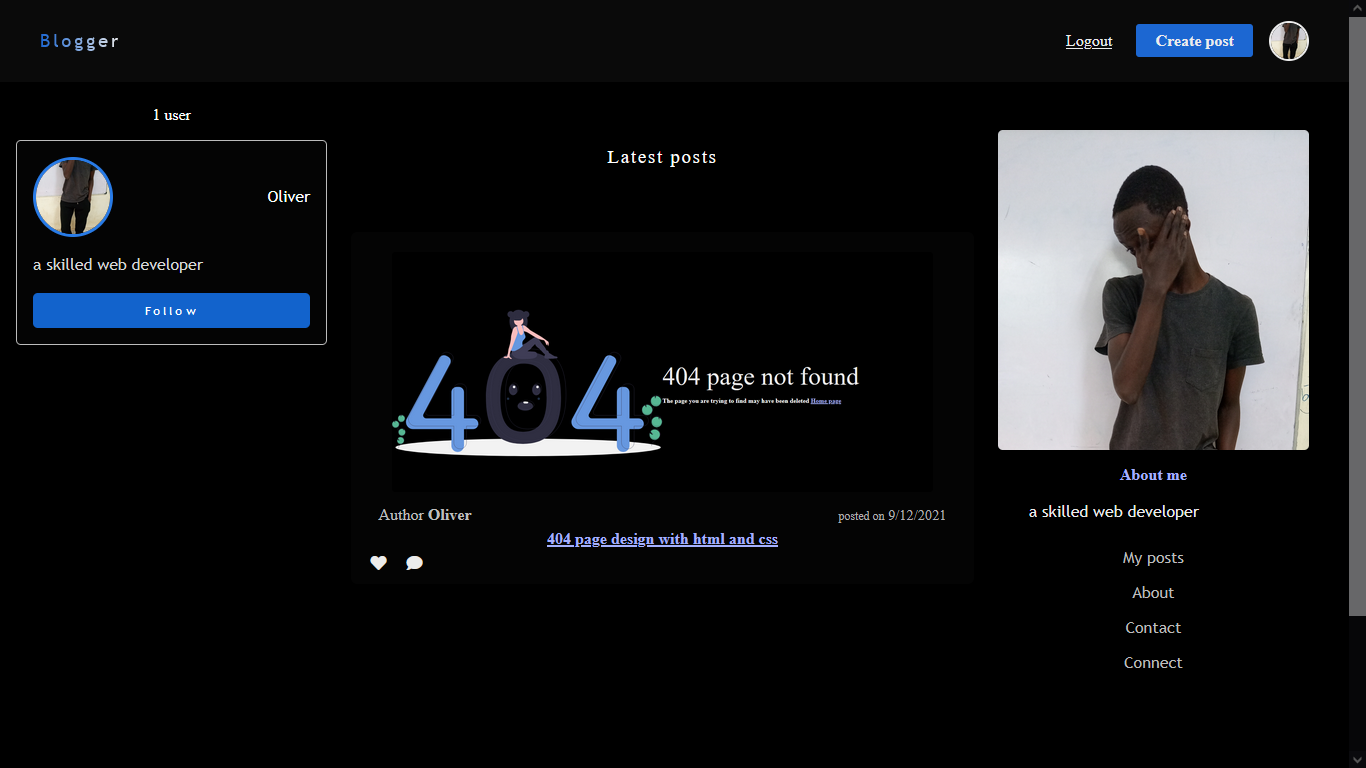 Blogger
Logout
Create post
1 user
Oliver
a skilled web developer
Follow
Latest posts
404
404 page not found
The page you are trying to find may have been deleted Home page
Author Oliver
posted on 9/12/2021
404 page design with html and css
About me
a skilled web developer
My posts
About
Contact
Connect